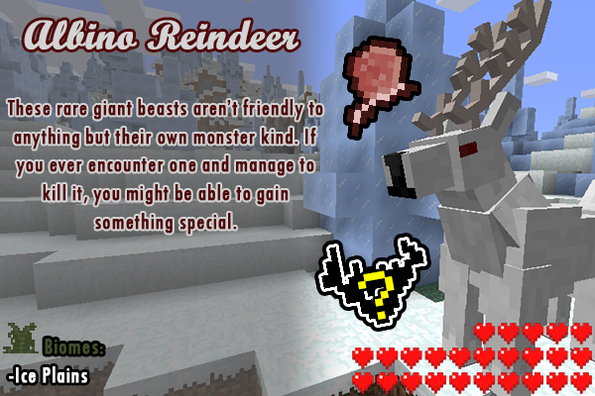 Albino Reindeer
These rare giant beasts aren't friendly to
anything but their own monster kind. If
you ever encounter one and manage to
kill it, you might be able to gain
something special.
?
Biomes:
-Ice Plains